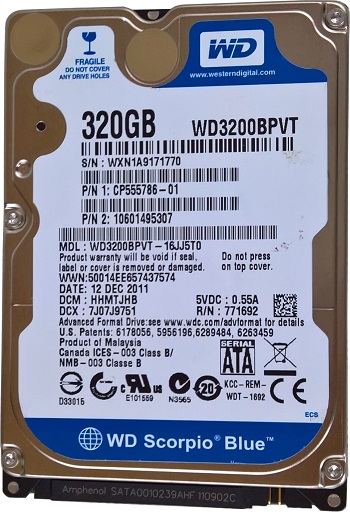 FRAGILE
DO NOT COVER
ANY DRIVE HOLES
WD
www.westerndigital.com
320GB WD3200BPVT
S/N : WXN1A9171770
P/N 1: CP555786-01
P/N 2: 10601495307
MDL : WD3200BPVT-16JJ5T0
Product warranty will be void if seal, Do not press
label or cover is removed or damaged. on top cover.
WWN:50014EE657437574
DATE: 12 DEC 2011
DCM : HHMTJHB 5VDC : 0.55A
DCX : 7J07J9751 R/N : 771692
Advanced Format Drive:see www.wdc.com/advformat for details
U.S. Patents: 6178056, 5956196,6289484, 6263459
Product of Malaysia
Canada ICES-003 Class B/
NMB-003 Class B
SERIAL
ATA
D33015
E101559
N3565
20
KCC-REM-
WDT-1692
ECS
WD Scorpio® Blue™
Amphenol SATA0010239AHF 110902C